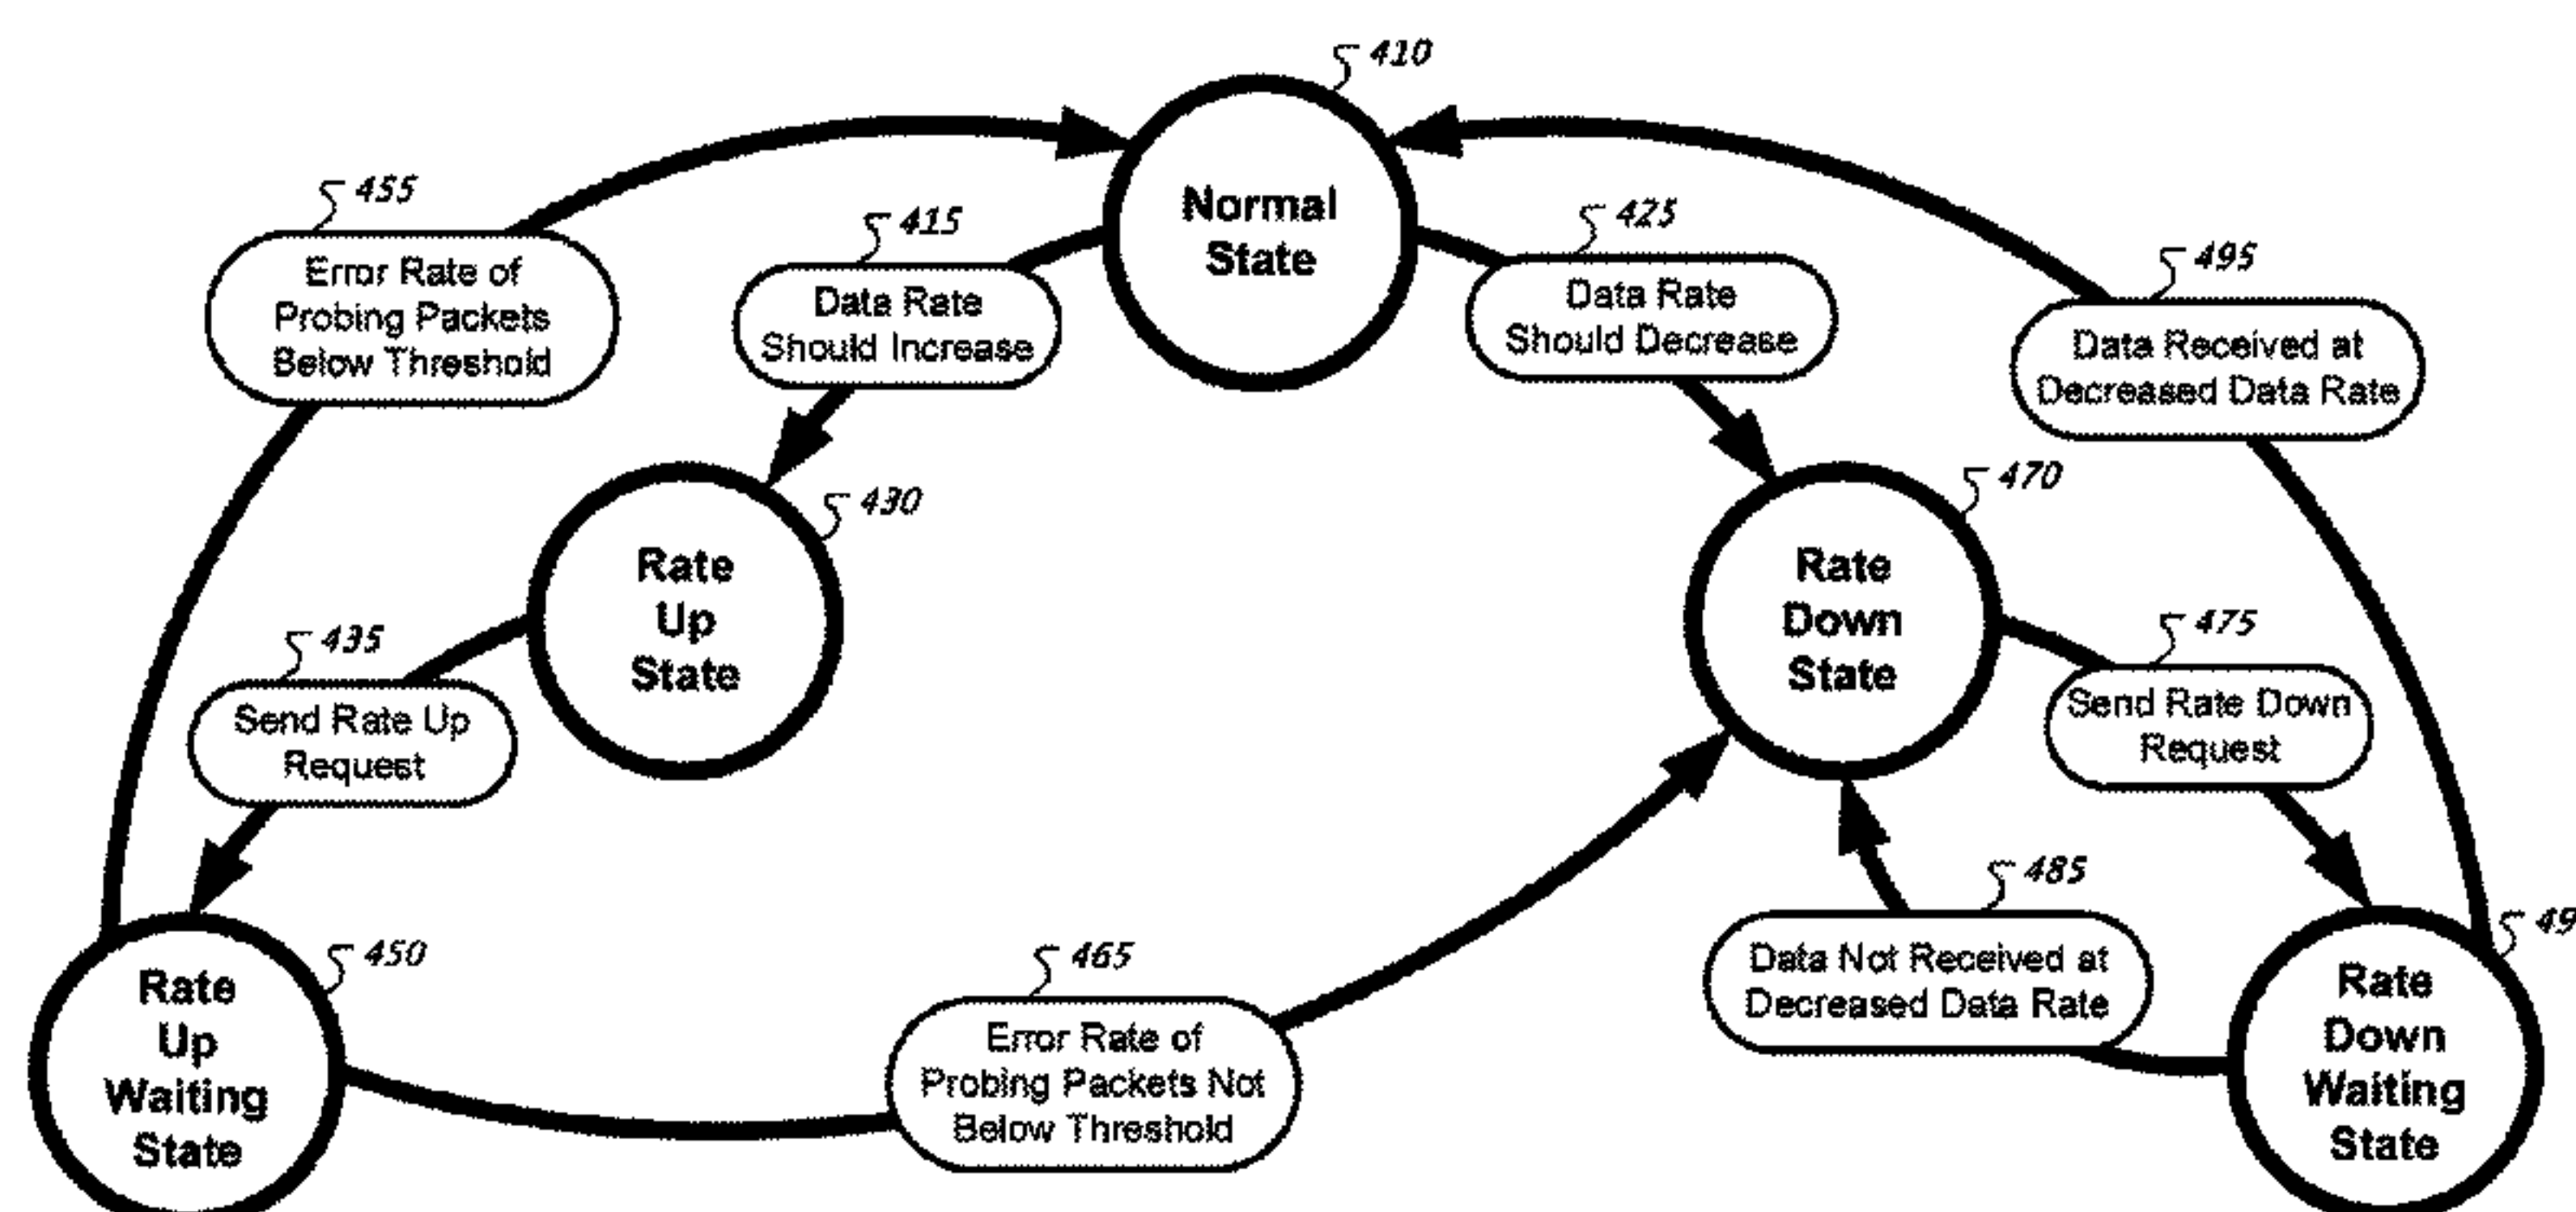 410
Normal
State
455
Error Rate of
Probing Packets
Below Threshold
415
Data Rate
Should Increase
425
Data Rate
Should Decrease
495
Data Received at
Decreased Data Rate
430
Rate
Up
State
470
Rate
Down
State
435
Send Rate Up
Request
475
Send Rate Down
Request
450
Rate
Up
Waiting
State
465
Error Rate of
Probing Packets Not
Below Threshold
485
Data Not Received at
Decreased Data Rate
49
Rate
Down
Waiting
State